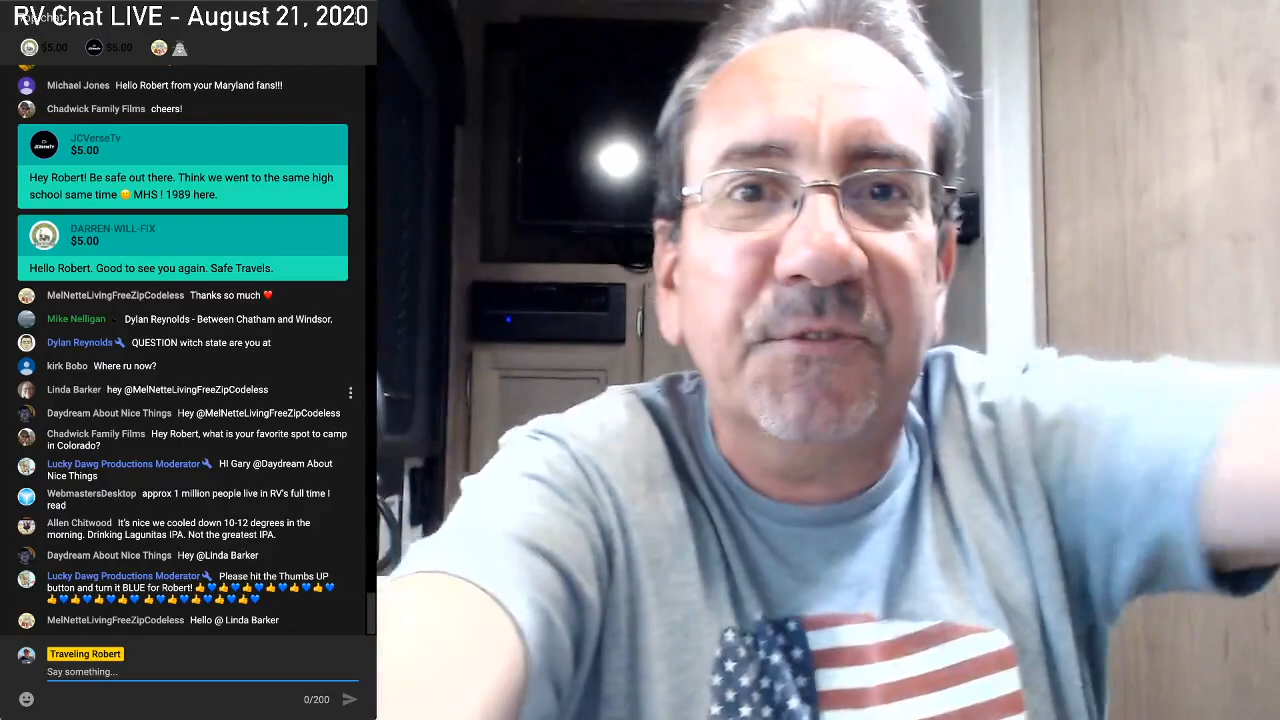 RV Chat LIVE - August 21, 2020
$5.00 $5.00
Michael Jones Hello Robert from your Maryland fans!!!
Chadwick Family Films cheers!
JCVerseTv
$5.00
Hey Robert! Be safe out there. Think we went to the same high
school same time 😊 MHS ! 1989 here.
DARREN-WILL-FIX
$5.00
Hello Robert. Good to see you again. Safe Travels.
MelNetteLivingFreeZipCodeless Thanks so much ❤️
Mike Nelligan Dylan Reynolds - Between Chatham and Windsor.
Dylan Reynolds QUESTION witch state are you at
kirk Bobo Where ru now?
Linda Barker hey @MelNetteLivingFreeZipCodeless
Daydream About Nice Things Hey @MelNetteLivingFreeZipCodeless
Chadwick Family Films Hey Robert, what is your favorite spot to camp
in Colorado?
Lucky Dawg Productions Moderator HI Gary @Daydream About
Nice Things
WebmastersDesktop approx 1 million people live in RV's full time I
read
Allen Chitwood It's nice we cooled down 10-12 degrees in the
morning. Drinking Lagunitas IPA. Not the greatest IPA.
Daydream About Nice Things Hey @Linda Barker
Lucky Dawg Productions Moderator Please hit the Thumbs UP
button and turn it BLUE for Robert! 👍💙👍💙👍💙👍💙👍💙👍💙
👍💙👍💙👍💙👍💙👍💙👍💙👍💙👍💙👍💙
MelNetteLivingFreeZipCodeless Hello @ Linda Barker
Traveling Robert
Say something...
0/200